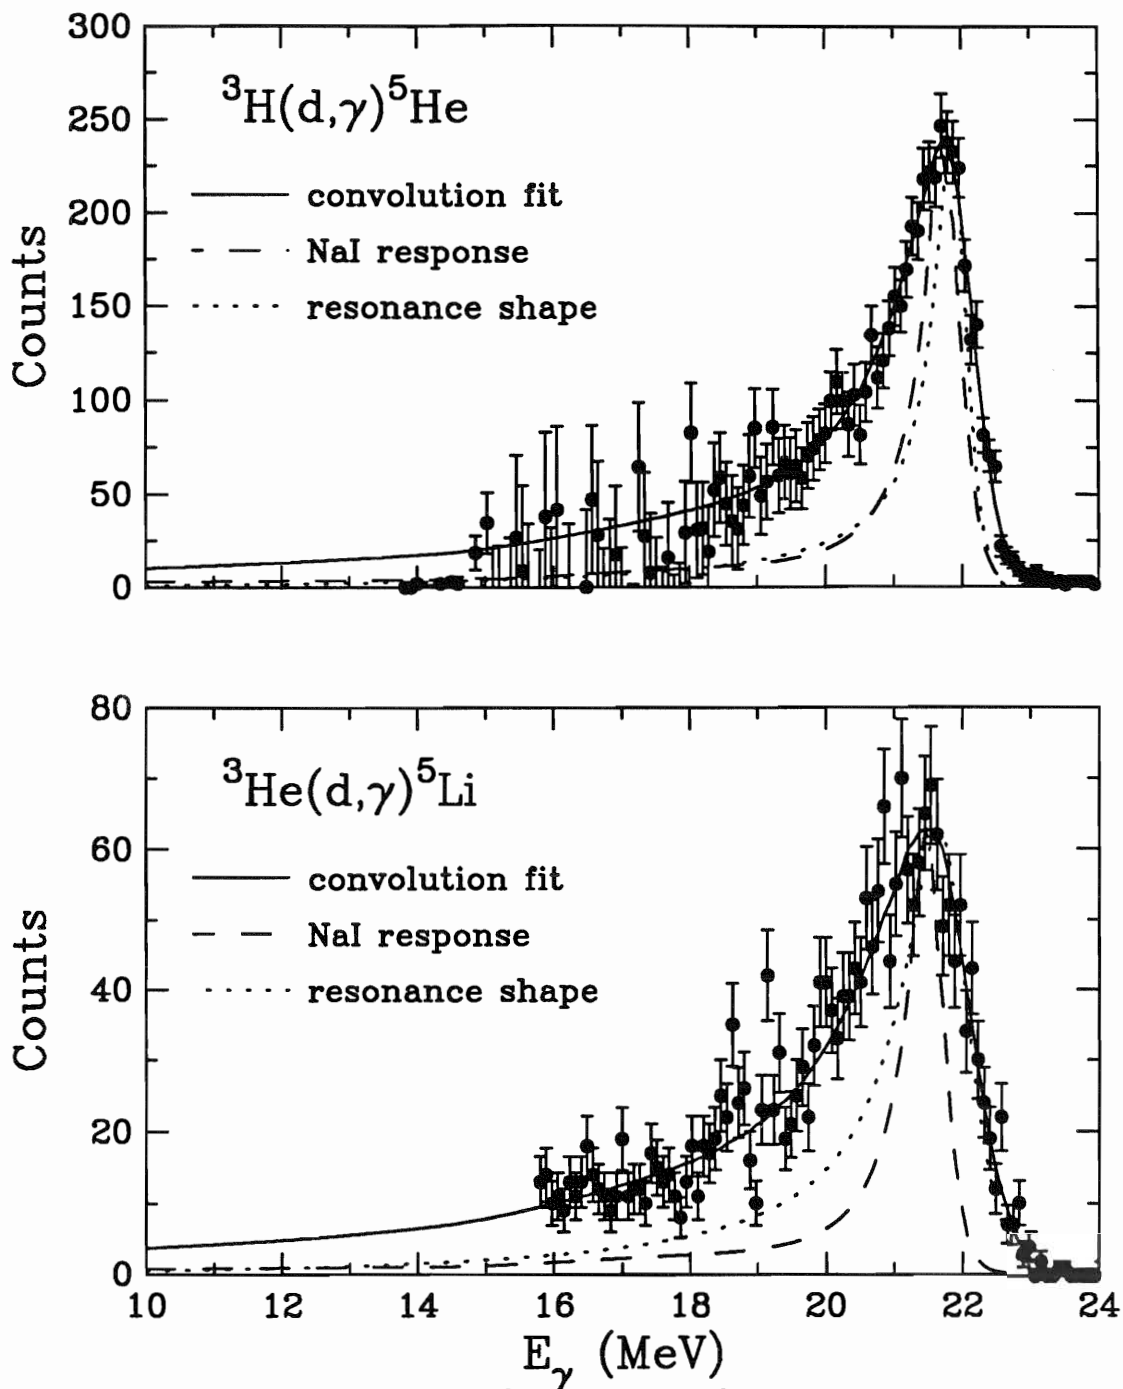 300
³H(d,γ)⁵He
250
convolution fit
200
NaI response
150
resonance shape
100
50
0
Counts
80
³He(d,γ)⁵Li
60
convolution fit
NaI response
40
resonance shape
20
0
Counts
10 12 14 16 18 20 22 24
E_γ (MeV)